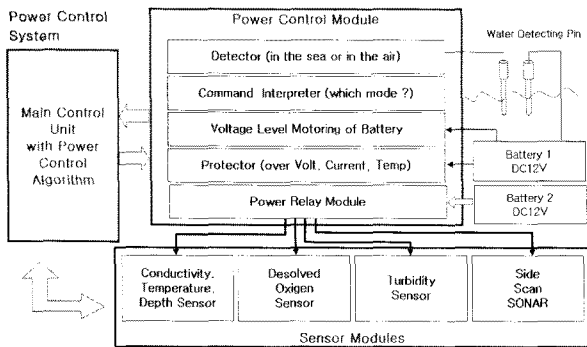 Power Control
System
Power Control Module
Water Detecting Pin
Detector (in the sea or in the air)
Command Interpreter (which mode ?)
Voltage Level Motoring of Battery
Protector (over Volt, Current, Temp)
Power Relay Module
Main Control
Unit
with Power
Control
Algorithm
Battery 1
DC12V
Battery 2
DC12V
Conductivity,
Temperature,
Depth Sensor
Desolved
Oxigen
Sensor
Turbidity
Sensor
Side
Scan
SONAR
Sensor Modules